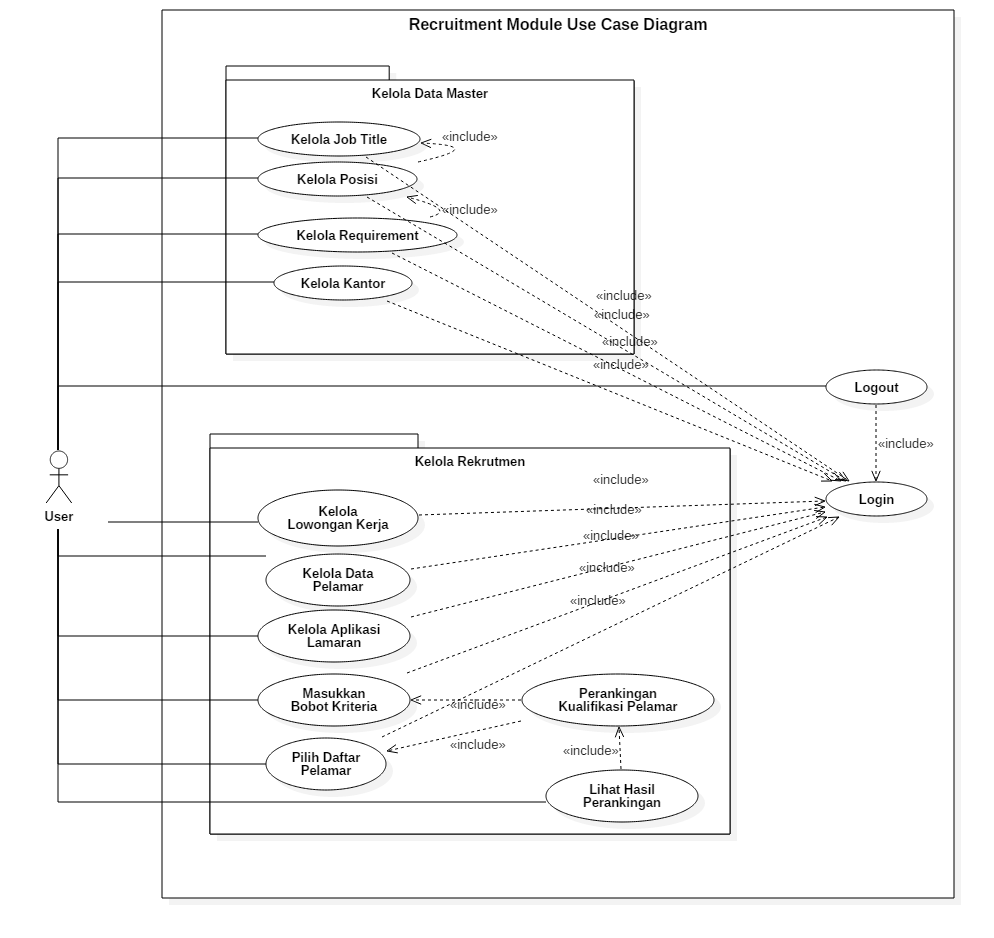 Recruitment Module Use Case Diagram
Kelola Data Master
Kelola Job Title
«include»
Kelola Posisi
«include»
Kelola Requirement
Kelola Kantor
«include»
«include»
«include»
«include»
Logout
«include»
Login
User
Kelola Rekrutmen
«include»
Kelola
Lowongan Kerja
«include»
«include»
Kelola Data
Pelamar
«include»
«include»
Kelola Aplikasi
Lamaran
Masukkan
Bobot Kriteria
«include»
Perankingan
Kualifikasi Pelamar
«include»
«include»
Pilih Daftar
Pelamar
Lihat Hasil
Perankingan